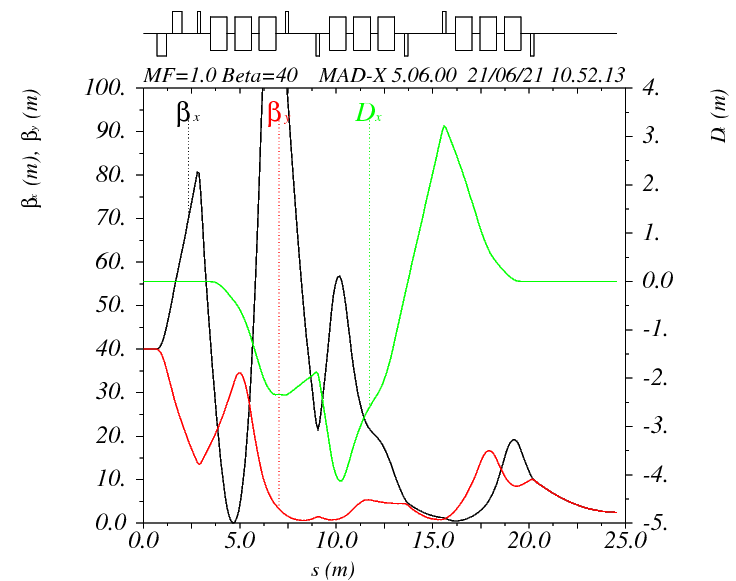 MF=1.0 Beta=40 MAD-X 5.06.00 21/06/21 10.52.13
βx (m), βy (m)
100.
90.
80.
70.
60.
50.
40.
30.
20.
10.
0.0
βx
βy
Dx
4.
3.
2.
1.
0.0
-1.
-2.
-3.
-4.
-5.
Dx (m)
0.0 5.0 10.0 15.0 20.0 25.0
s (m)